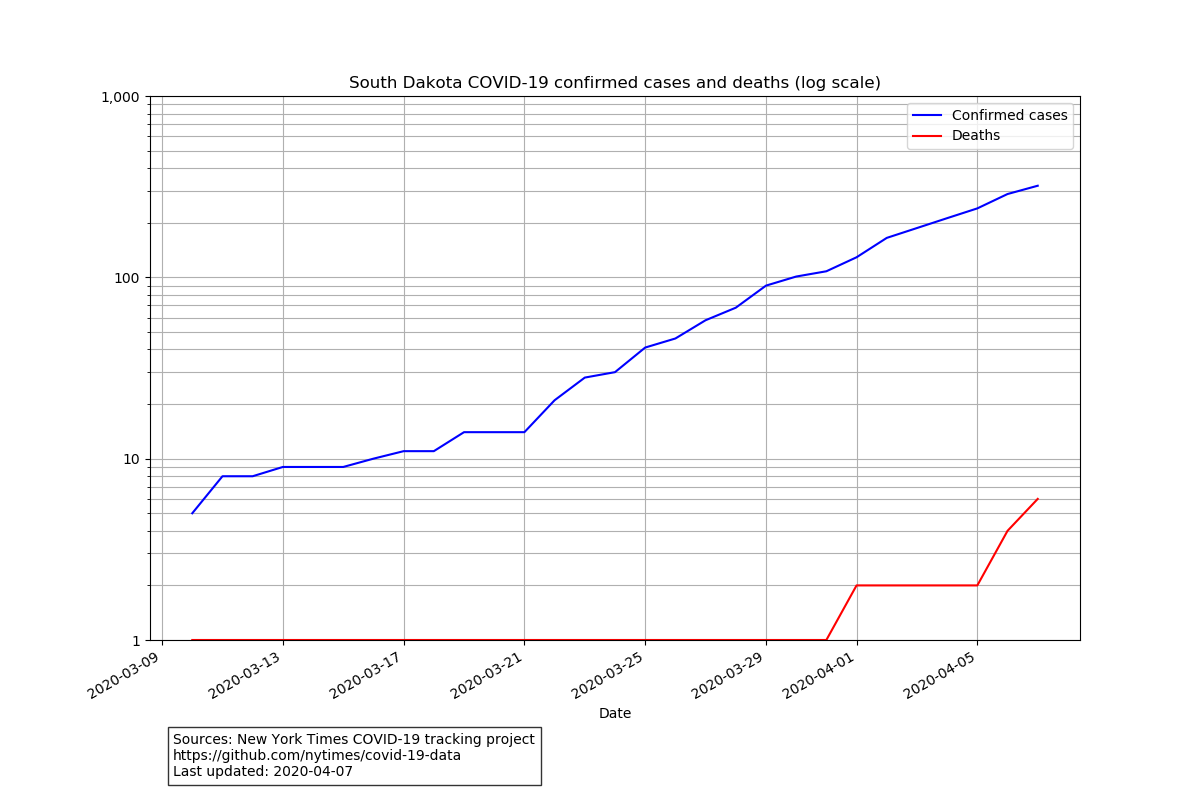 South Dakota COVID-19 confirmed cases and deaths (log scale)
1,000
100
10
1
Confirmed cases
Deaths
2020-03-09
2020-03-13
2020-03-17
2020-03-21
2020-03-25
2020-03-29
2020-04-01
2020-04-05
Date
Sources: New York Times COVID-19 tracking project
https://github.com/nytimes/covid-19-data
Last updated: 2020-04-07